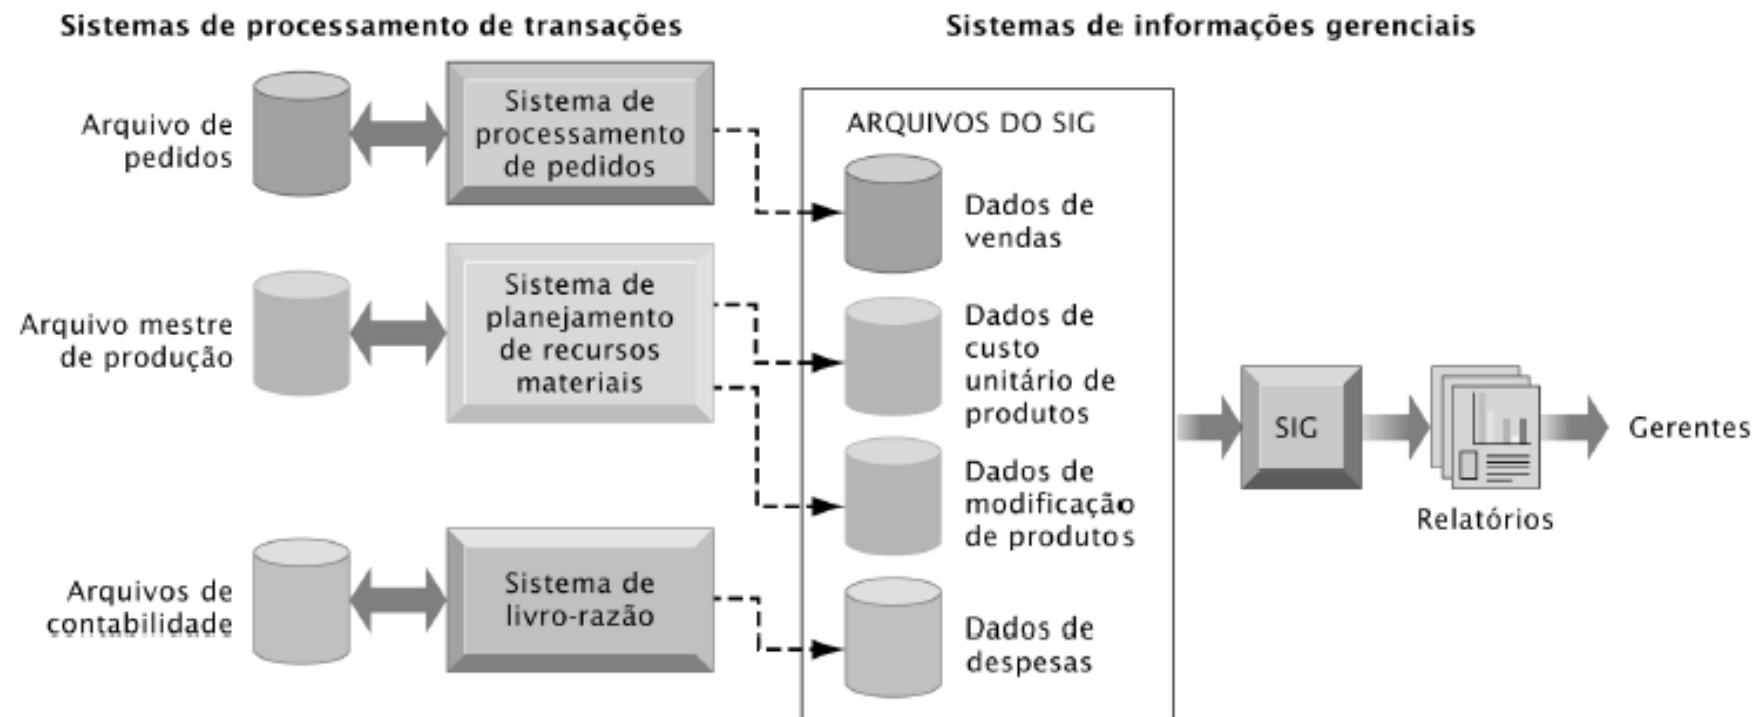 Sistemas de processamento de transações
Sistemas de informações gerenciais
Arquivo de
pedidos
Sistema de
processamento
de pedidos
Arquivo mestre
de produção
Sistema de
planejamento
de recursos
materiais
Arquivos de
contabilidade
Sistema de
livro-razão
ARQUIVOS DO SIG
Dados de
vendas
Dados de
custo
unitário de
produtos
Dados de
modificação
de produtos
Dados de
despesas
SIG
Relatórios
Gerentes